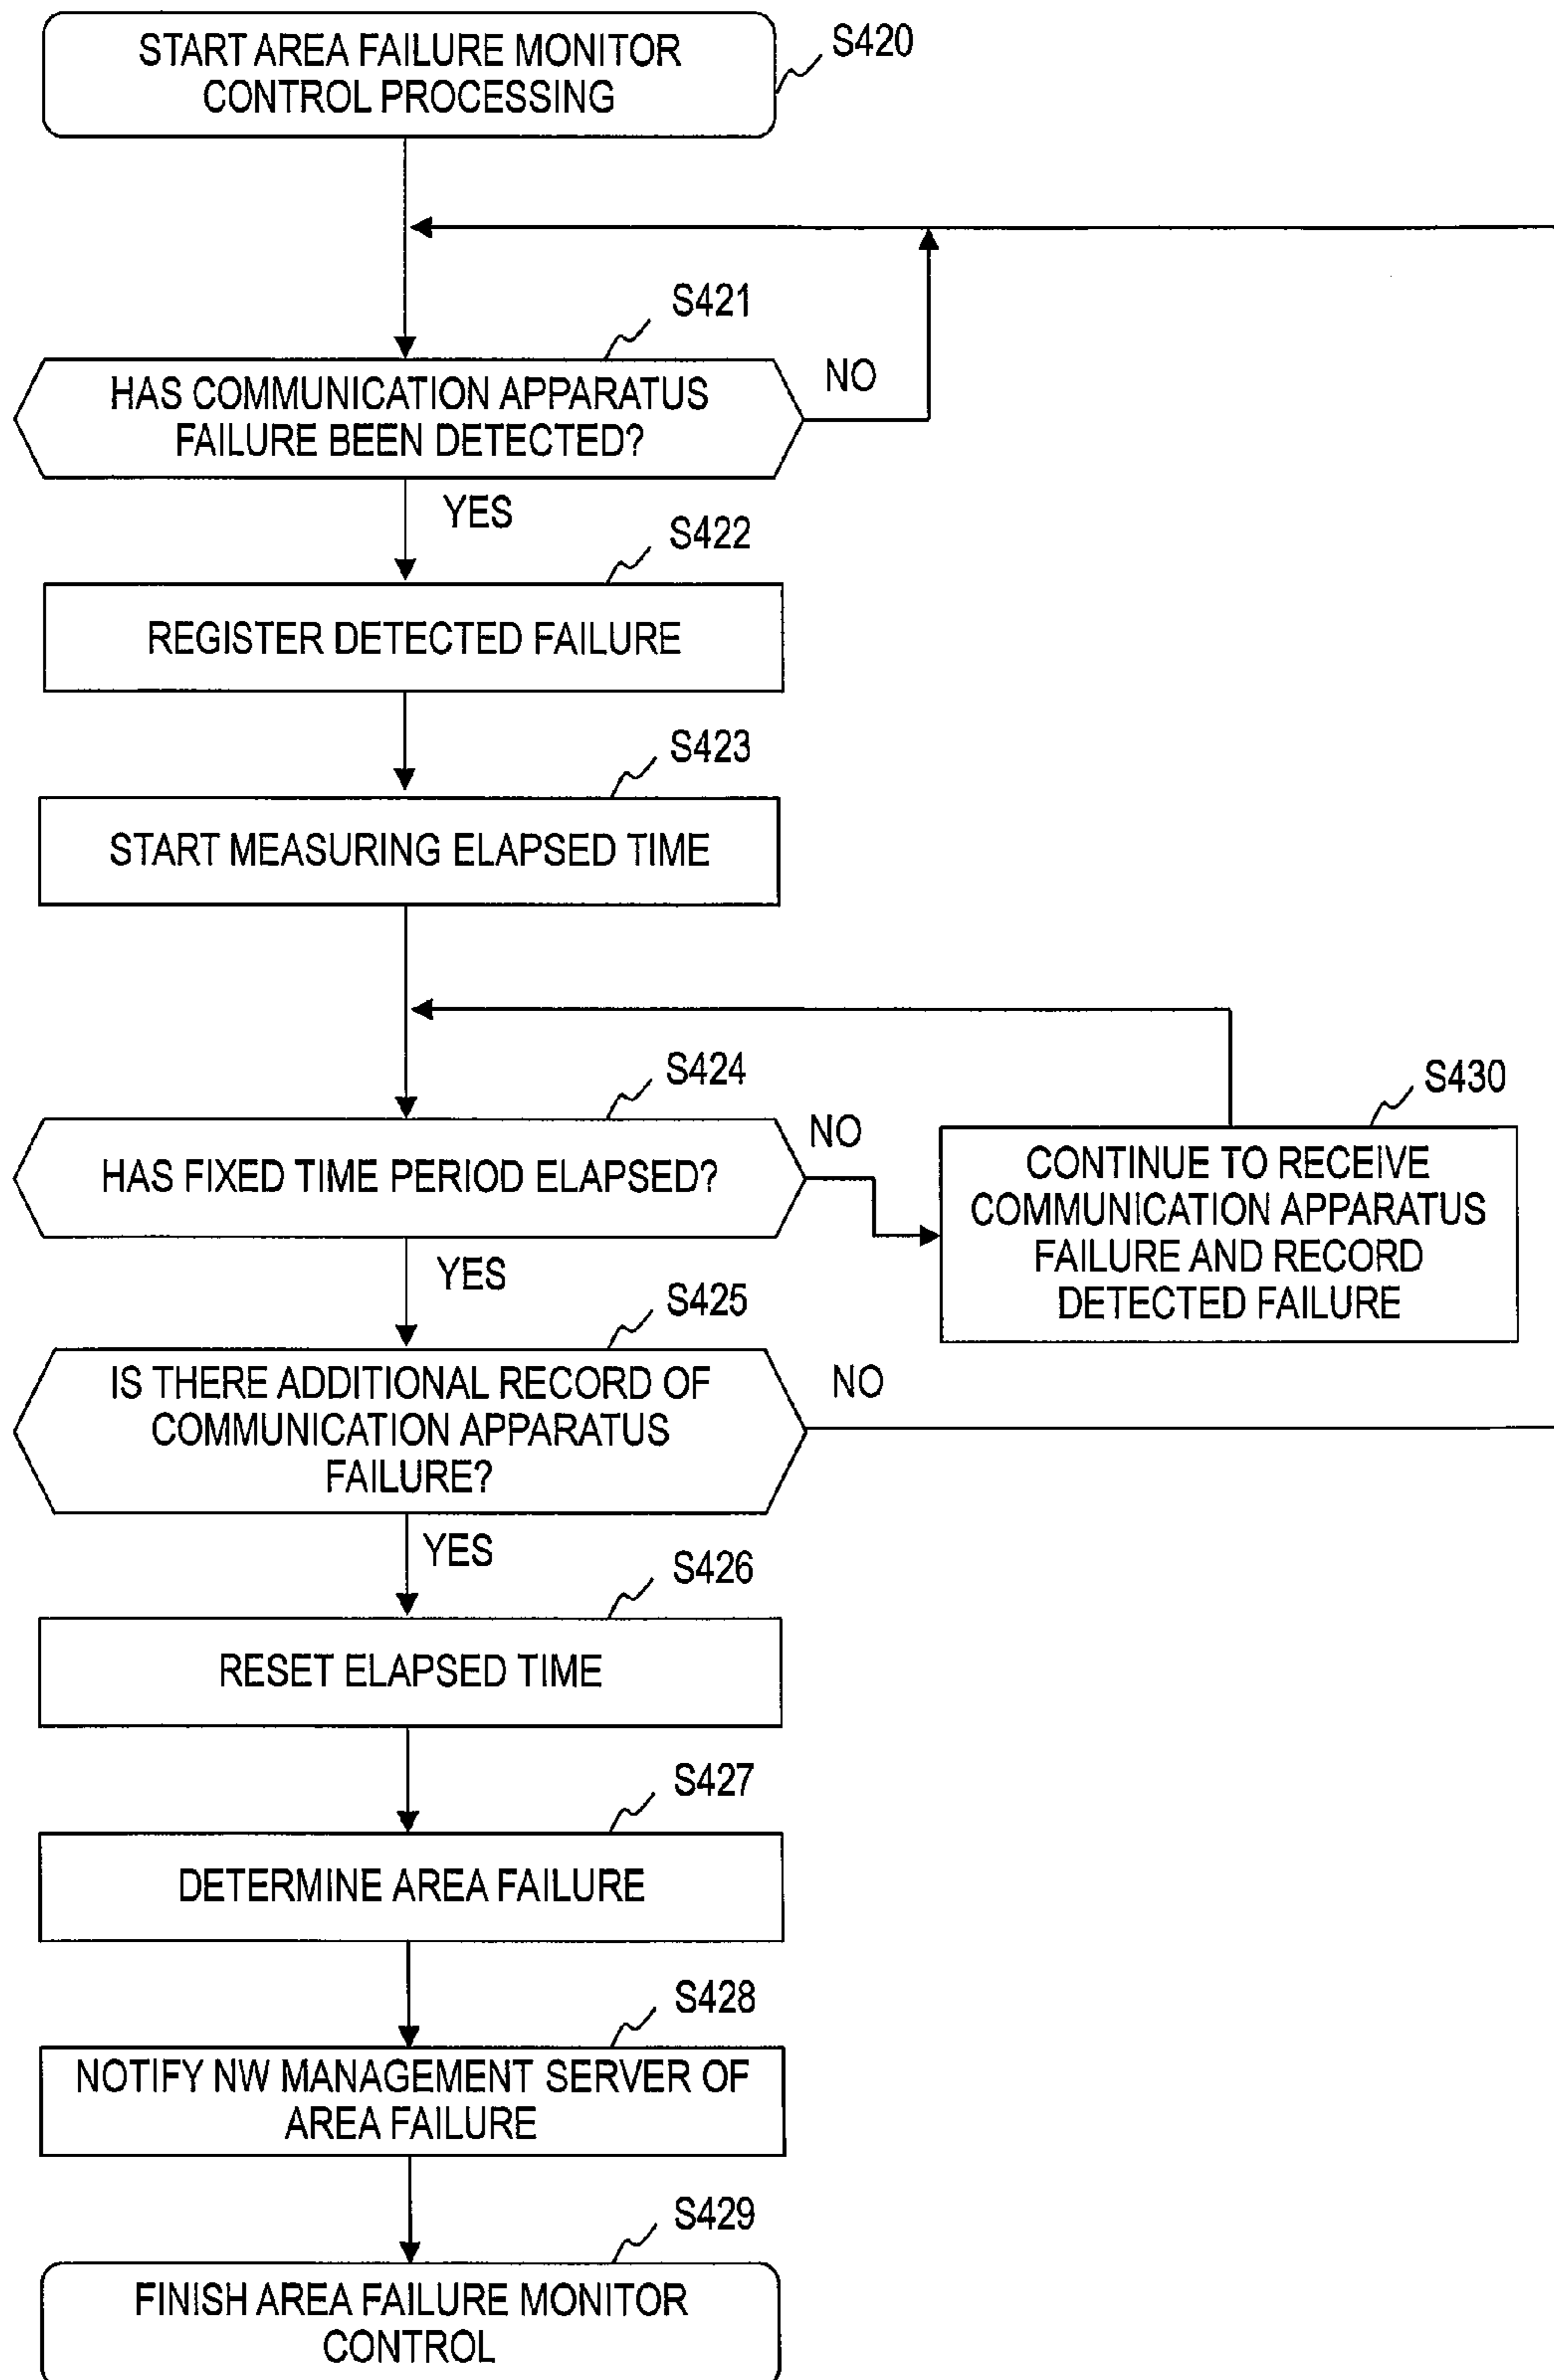 START AREA FAILURE MONITOR
CONTROL PROCESSING
S420
S421
HAS COMMUNICATION APPARATUS
FAILURE BEEN DETECTED?
NO
YES
S422
REGISTER DETECTED FAILURE
S423
START MEASURING ELAPSED TIME
S424
HAS FIXED TIME PERIOD ELAPSED?
NO
S430
CONTINUE TO RECEIVE
COMMUNICATION APPARATUS
FAILURE AND RECORD
DETECTED FAILURE
YES
S425
IS THERE ADDITIONAL RECORD OF
COMMUNICATION APPARATUS
FAILURE?
NO
YES
S426
RESET ELAPSED TIME
S427
DETERMINE AREA FAILURE
S428
NOTIFY NW MANAGEMENT SERVER OF
AREA FAILURE
S429
FINISH AREA FAILURE MONITOR
CONTROL